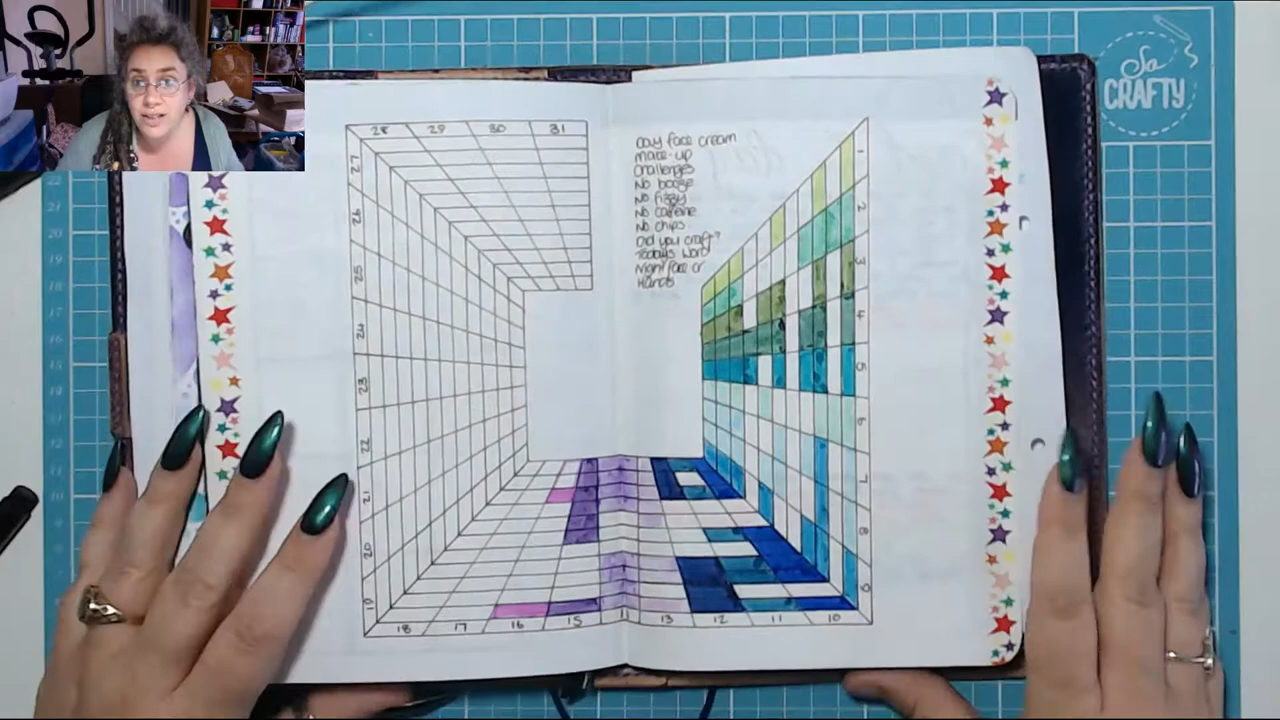 So
CRAFTY
28 29 30 31
27
26
25
24
23
22
21
20
19
18 17 16 15 13 12 11 10
1
2
3
4
5
6
7
8
9
Day face cream
Make-up
Challenges
No booze
No fizzy
No caffeine
No chips
Did you craft?
Todays word
Night face or
Hands